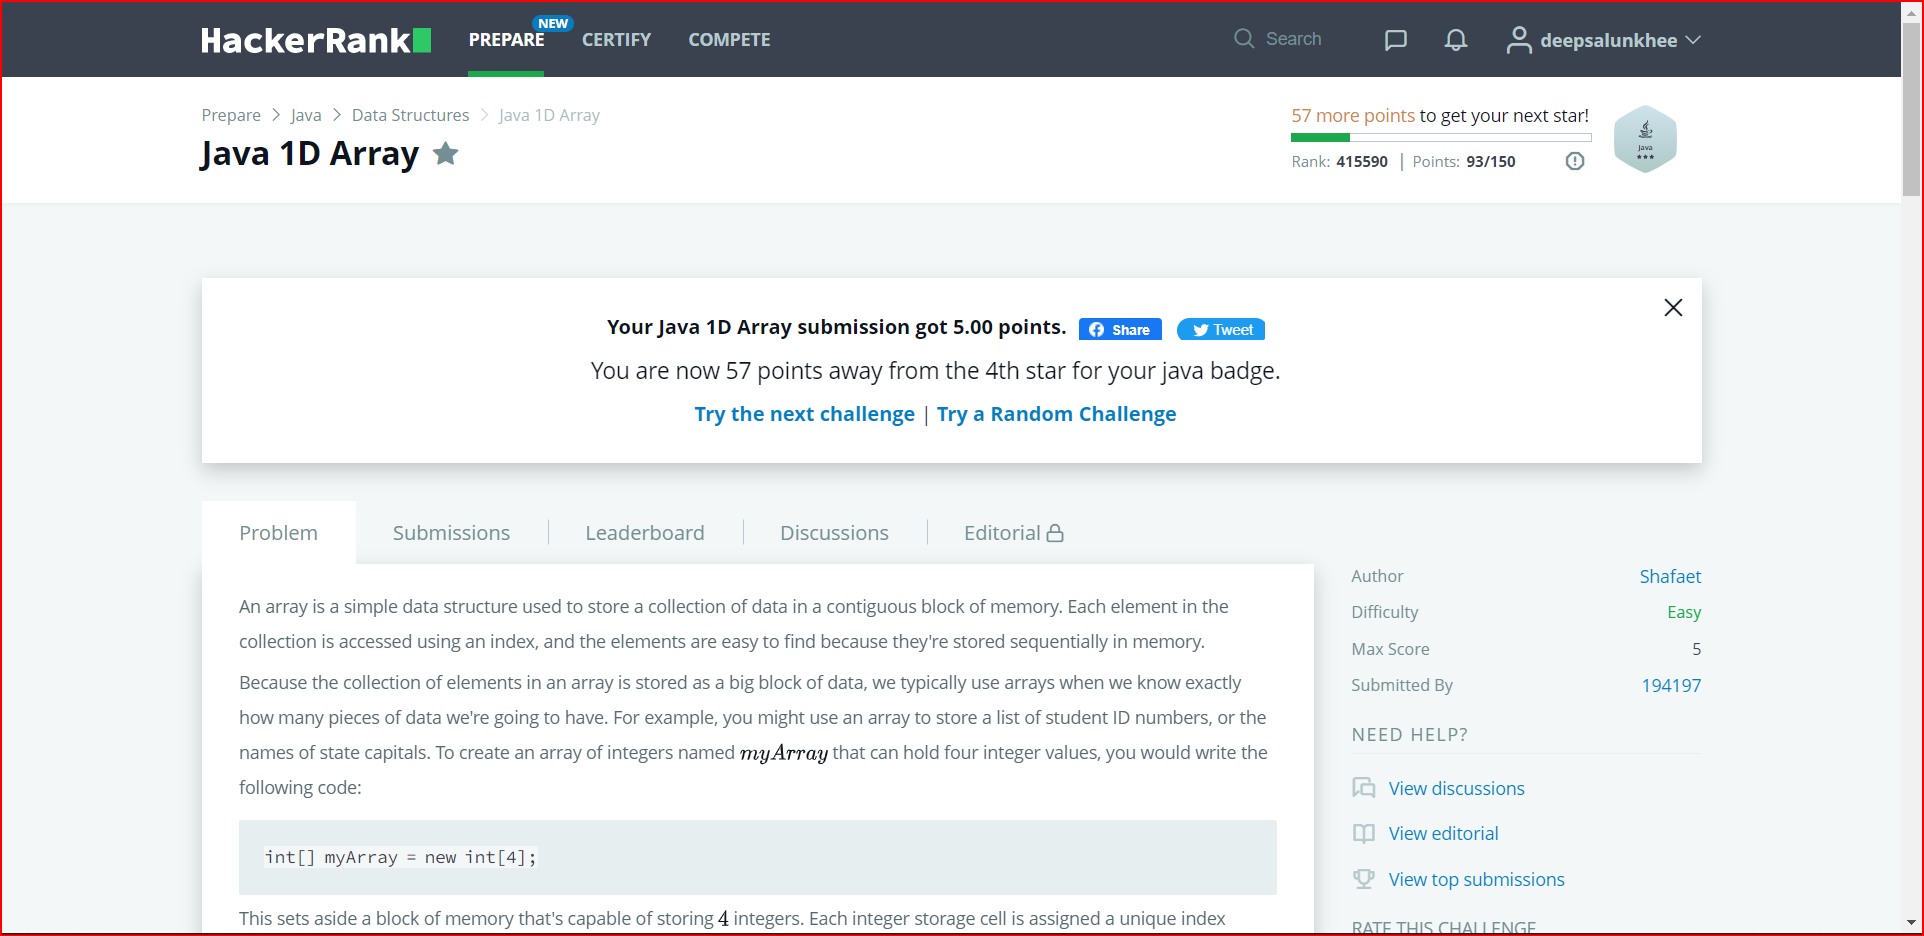 HackerRank
PREPARE
NEW
CERTIFY
COMPETE
Search
deepsalunkhee
Prepare > Java > Data Structures > Java 1D Array
Java 1D Array
57 more points to get your next star!
Rank: 415590 | Points: 93/150
Java
Your Java 1D Array submission got 5.00 points.
Share
Tweet
You are now 57 points away from the 4th star for your java badge.
Try the next challenge | Try a Random Challenge
Problem
Submissions
Leaderboard
Discussions
Editorial
An array is a simple data structure used to store a collection of data in a contiguous block of memory. Each element in the
collection is accessed using an index, and the elements are easy to find because they're stored sequentially in memory.
Because the collection of elements in an array is stored as a big block of data, we typically use arrays when we know exactly
how many pieces of data we're going to have. For example, you might use an array to store a list of student ID numbers, or the
names of state capitals. To create an array of integers named myArray that can hold four integer values, you would write the
following code:
int[] myArray = new int[4];
This sets aside a block of memory that's capable of storing 4 integers. Each integer storage cell is assigned a unique index
Author Shafaet
Difficulty Easy
Max Score 5
Submitted By 194197
NEED HELP?
View discussions
View editorial
View top submissions
RATE THIS CHALLENGE